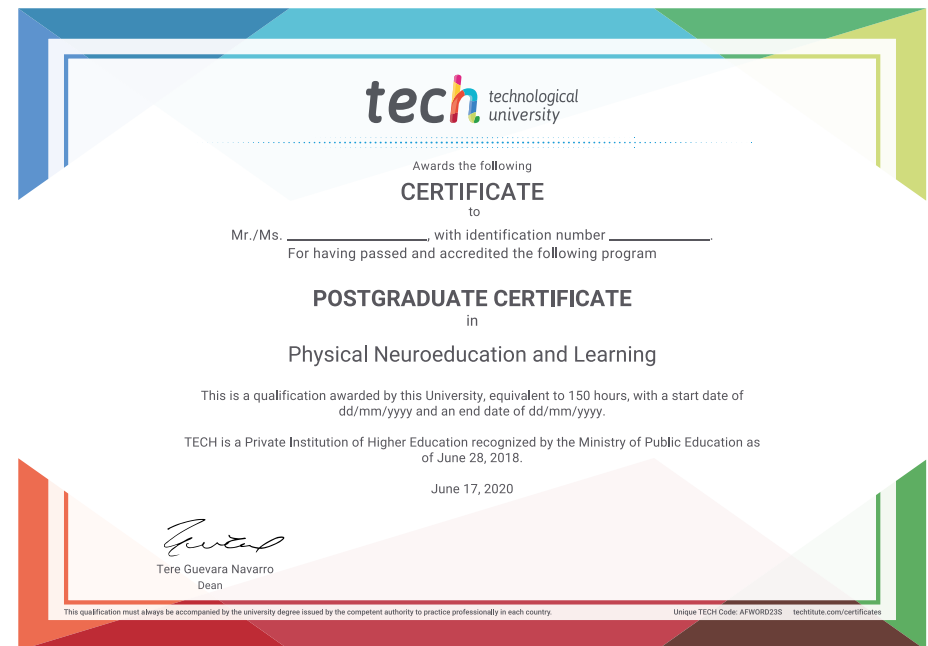 tech technological
university
Awards the following
CERTIFICATE
to
Mr./Ms. ____________, with identification number ____________.
For having passed and accredited the following program
POSTGRADUATE CERTIFICATE
in
Physical Neuroeducation and Learning
This is a qualification awarded by this University, equivalent to 150 hours, with a start date of
dd/mm/yyyy and an end date of dd/mm/yyyy.
TECH is a Private Institution of Higher Education recognized by the Ministry of Public Education as
of June 28, 2018.
June 17, 2020
Tere Guevara Navarro
Dean
This qualification must always be accompanied by the university degree issued by the competent authority to practice professionally in each country.
Unique TECH Code: AFWORD23S techtitute.com/certificates